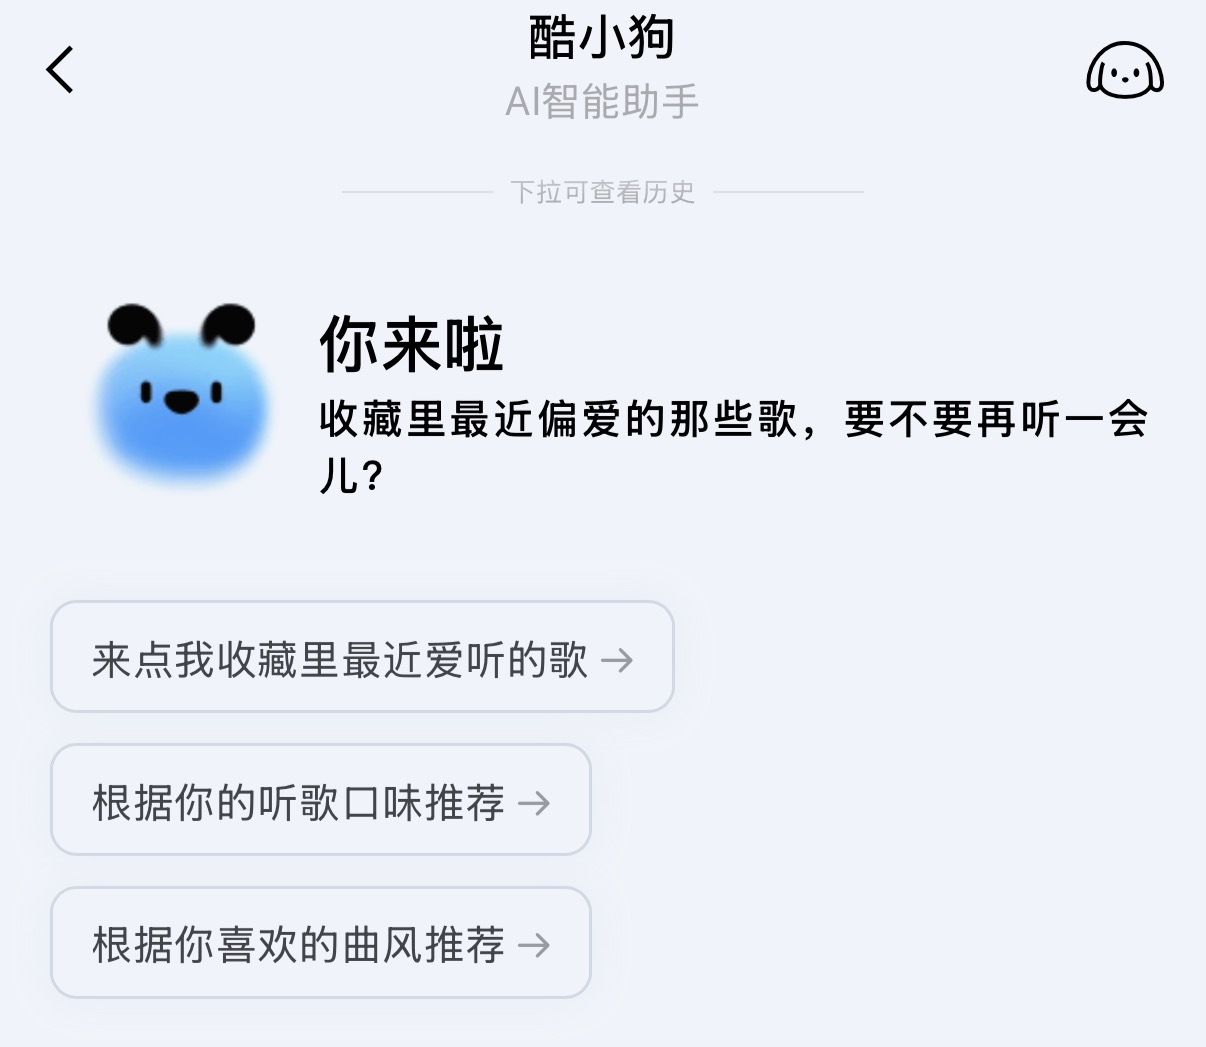 酷小狗
AI智能助手
下拉可查看历史
你来啦
收藏里最近偏爱的那些歌，要不要再听一会
儿？
来点我收藏里最近爱听的歌 →
根据你的听歌口味推荐 →
根据你喜欢的曲风推荐 →